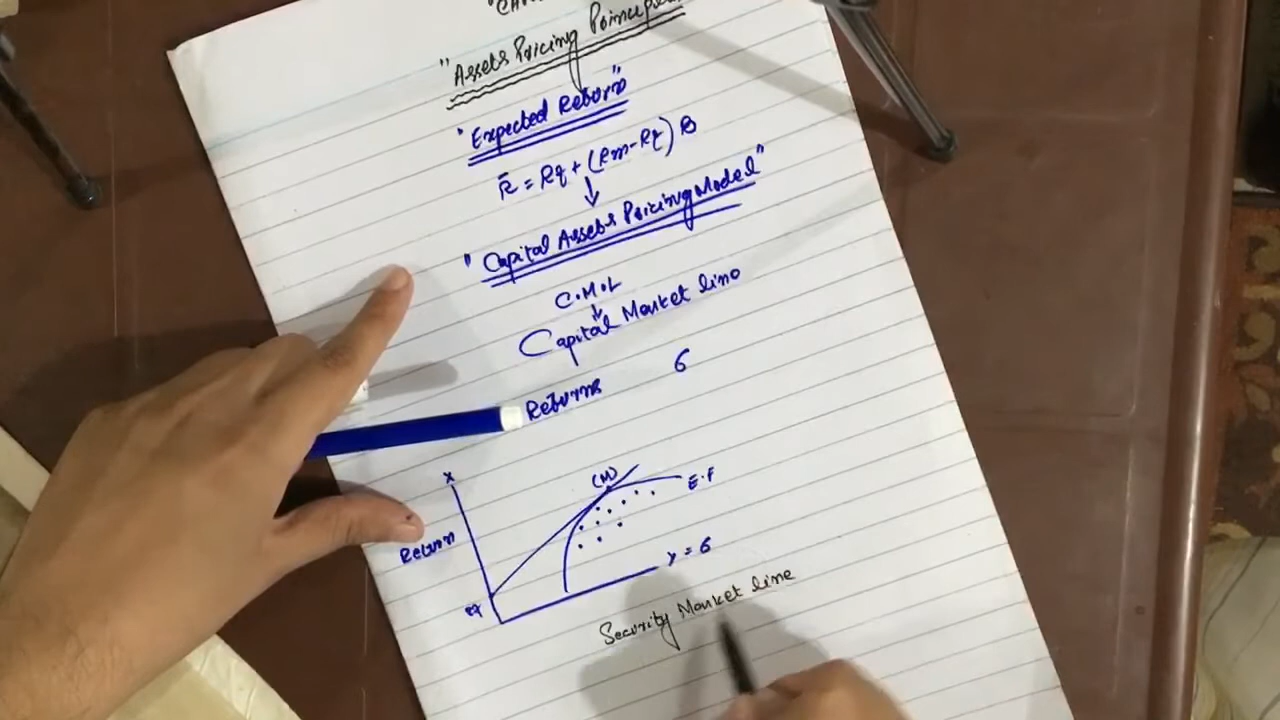 "Assets Pricing Principles
"Expected Return"
R̄ = Rf + (Rm-Rf) B
"Capital Assets Pricing Model"
C.M.L
Capital Market line
Returns 6
X
(M)
E.F
Return
Rf
Y = 6
Security Market line